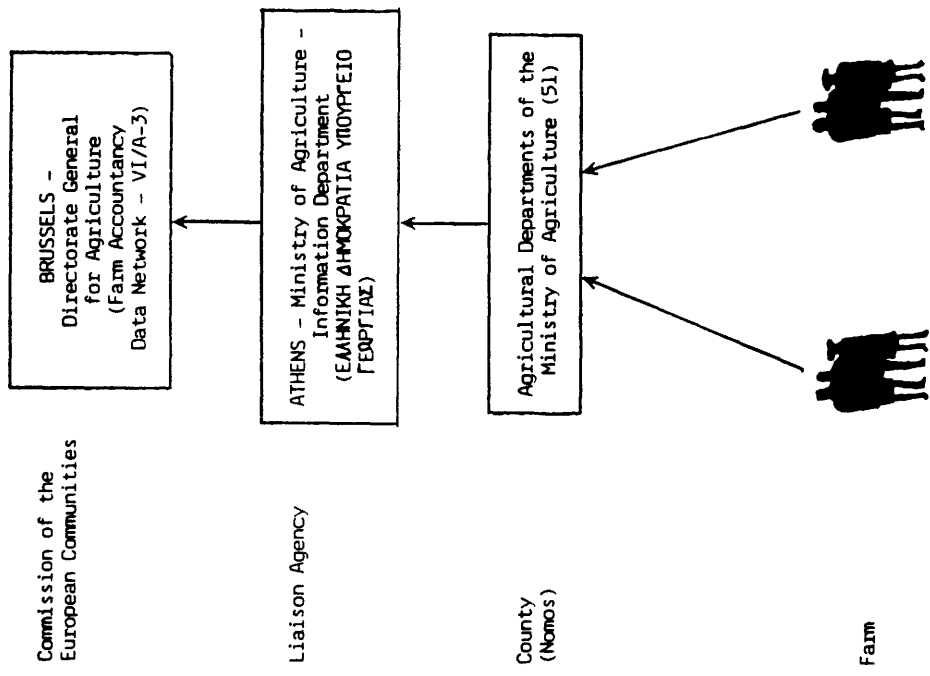 Commission of the
European Communities
BRUSSELS -
Directorate General
for Agriculture
(Farm Accountancy
Data Network - VI/A-3)
Liaison Agency
ATHENS - Ministry of Agriculture -
Information Department
(ΕΛΛΗΝΙΚΗ ΔΗΜΟΚΡΑΤΙΑ ΥΠΟΥΡΓΕΙΟ
ΓΕΩΡΓΙΑΣ)
County
(Nomos)
Agricultural Departments of the
Ministry of Agriculture (51)
Farm